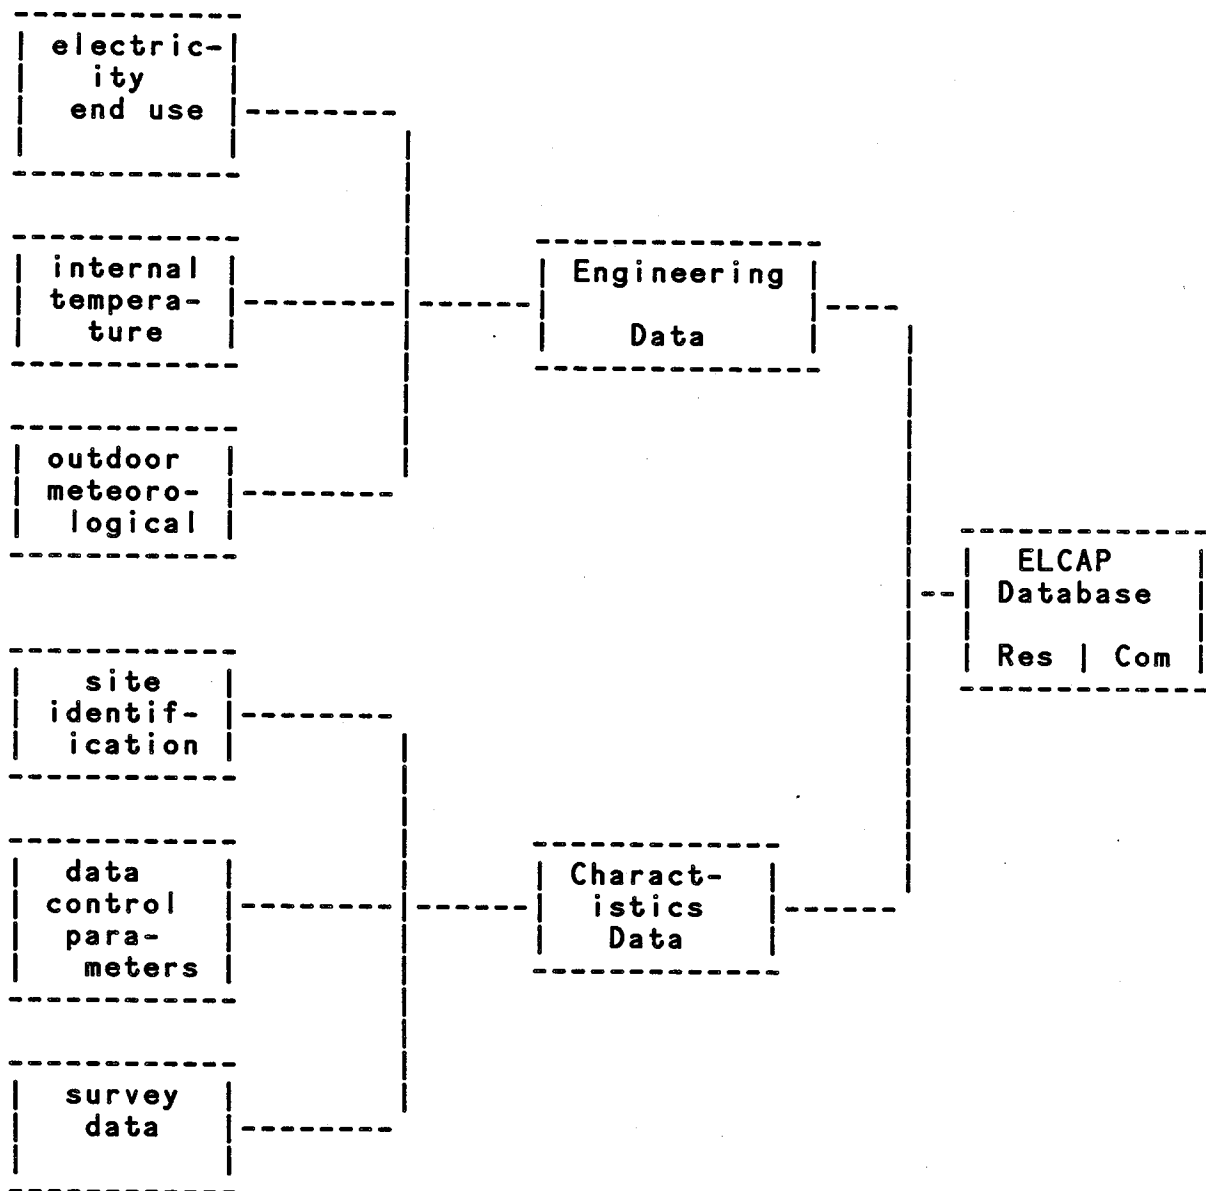 electric-
ity
end use
internal
tempera-
ture
outdoor
meteoro-
logical
site
identif-
ication
data
control
para-
meters
survey
data
Engineering
Data
Charact-
istics
Data
ELCAP
Database
Res | Com